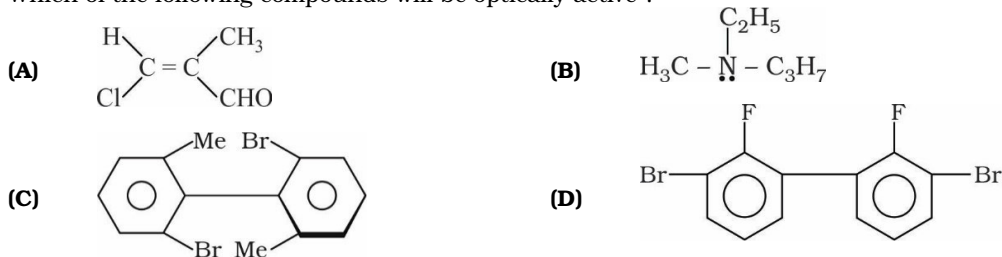 Which of the following compounds will be optically active ?
(A) H CH₃ C = C Cl CHO
(B) C₂H₅ H₃C – N – C₃H₇
(C) Me Br Br Me
(D) F F Br Br